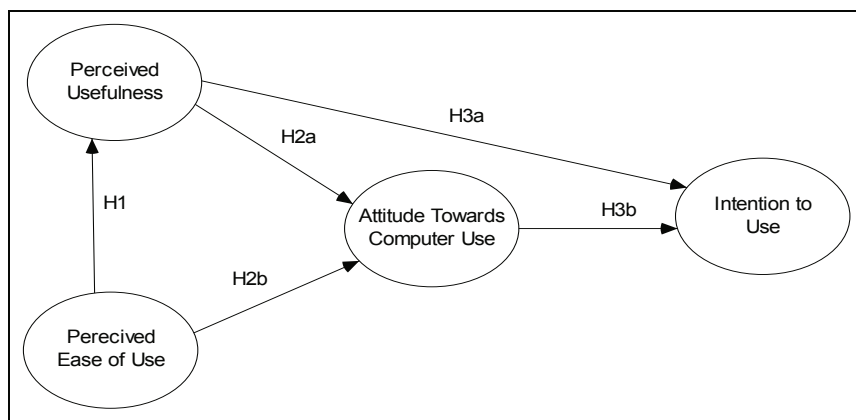 Perceived
Usefulness
H3a
H2a
H1
Attitude Towards
Computer Use
H3b
Intention to
Use
H2b
Perecived
Ease of Use